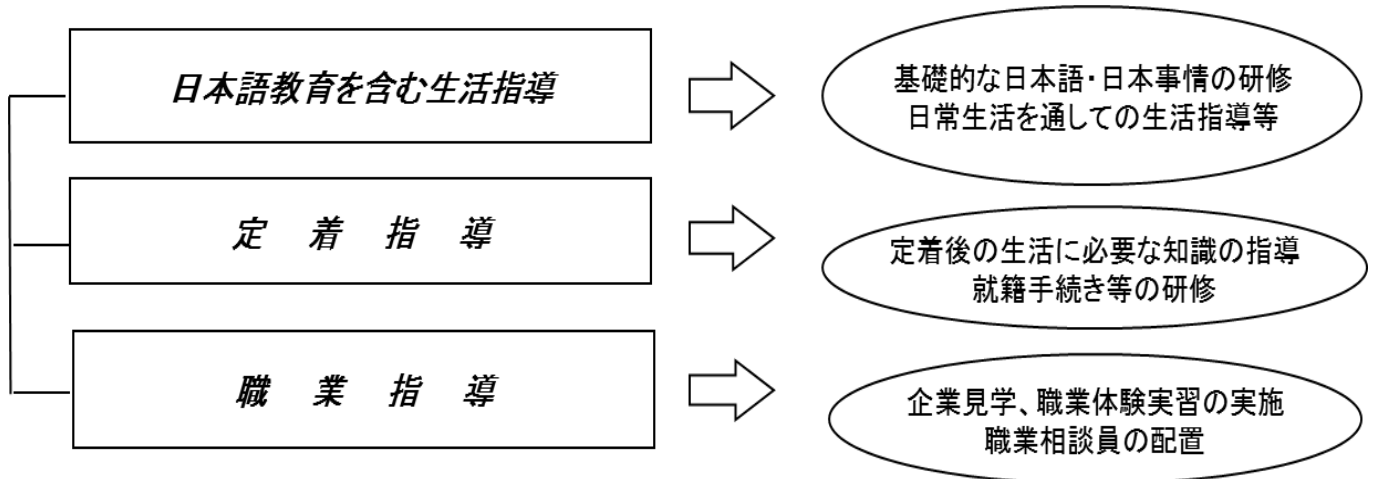 日本語教育を含む生活指導
基礎的な日本語・日本事情の研修
日常生活を通しての生活指導等
定 着 指 導
定着後の生活に必要な知識の指導
就籍手続き等の研修
職 業 指 導
企業見学、職業体験実習の実施
職業相談員の配置